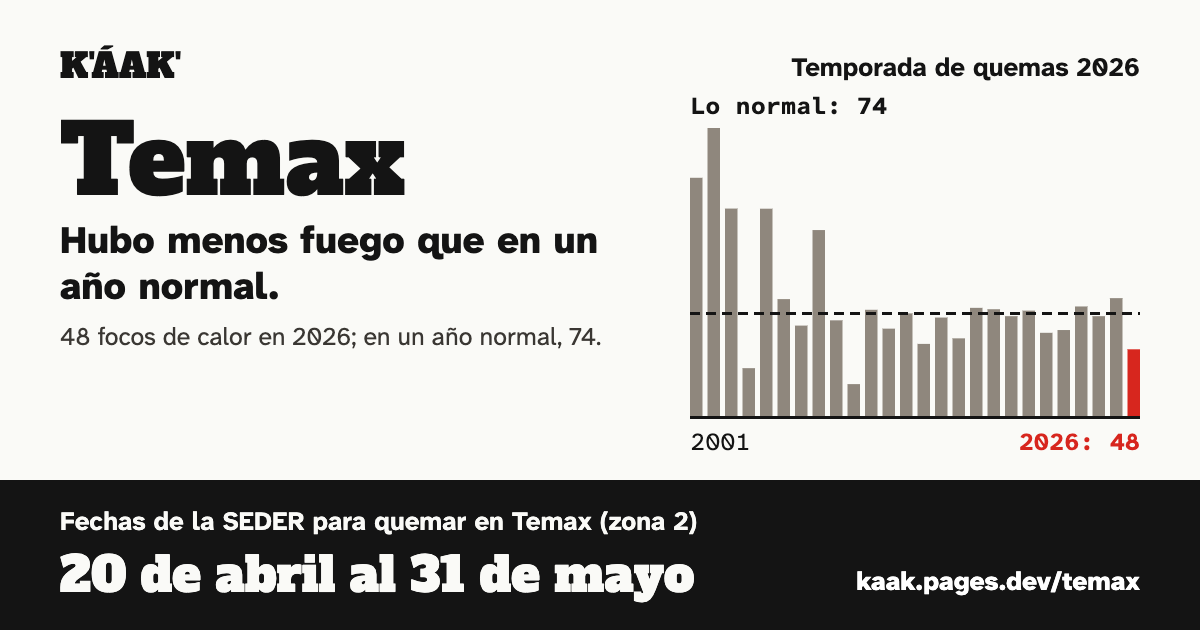 K'ÁAK'
Temax
Hubo menos fuego que en un
año normal.
48 focos de calor en 2026; en un año normal, 74.
Temporada de quemas 2026
Lo normal: 74
2001
2026: 48
Fechas de la SEDER para quemar en Temax (zona 2)
20 de abril al 31 de mayo
kaak.pages.dev/temax